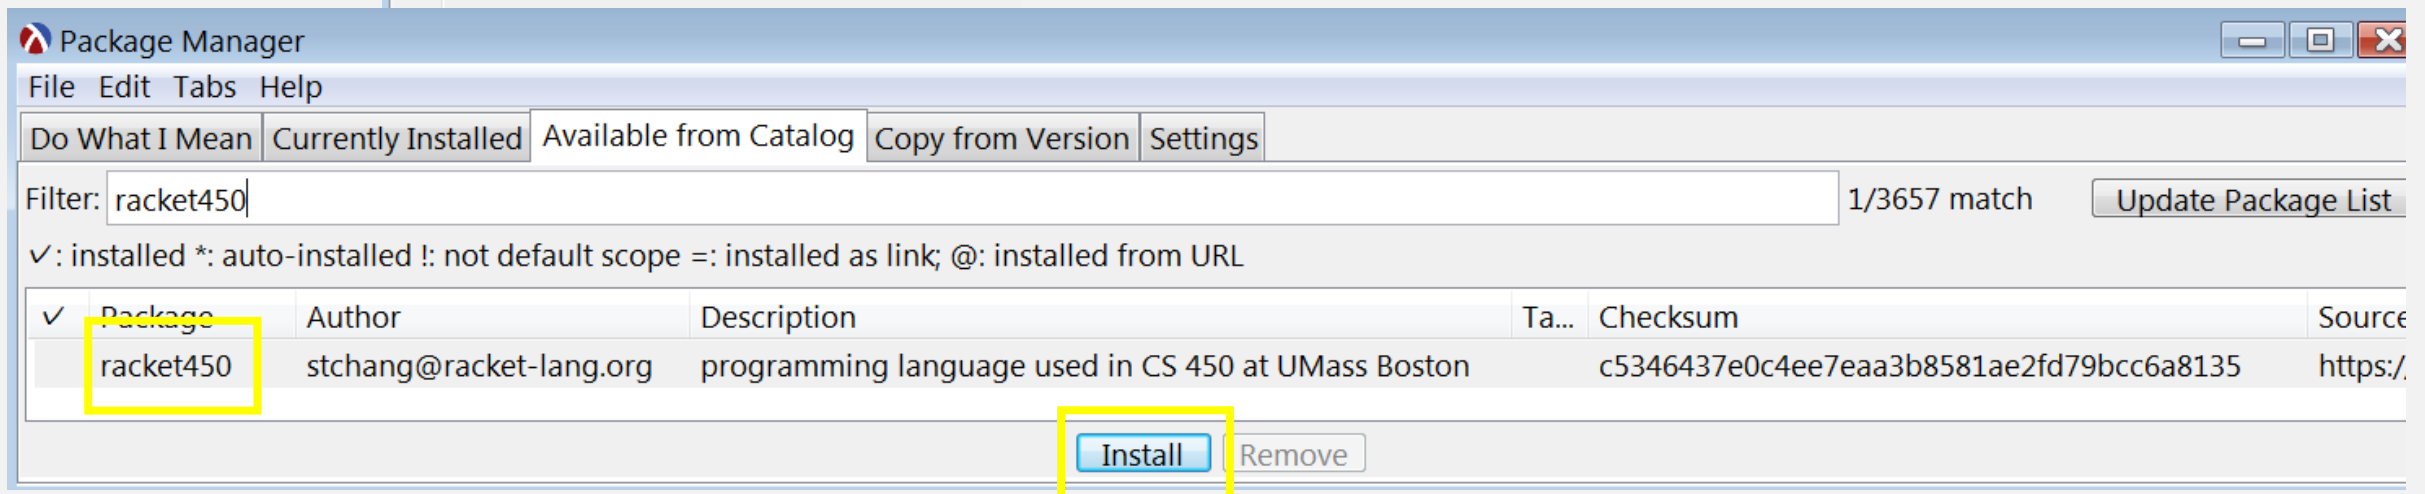 Package Manager
File Edit Tabs Help
Do What I Mean Currently Installed Available from Catalog Copy from Version Settings
Filter: racket450 1/3657 match Update Package List
✓: installed *: auto-installed !: not default scope =: installed as link; @: installed from URL
✓ Package Author Description Ta... Checksum Source
racket450 stchang@racket-lang.org programming language used in CS 450 at UMass Boston c5346437e0c4ee7eaa3b8581ae2fd79bcc6a8135 https:/
Install Remove